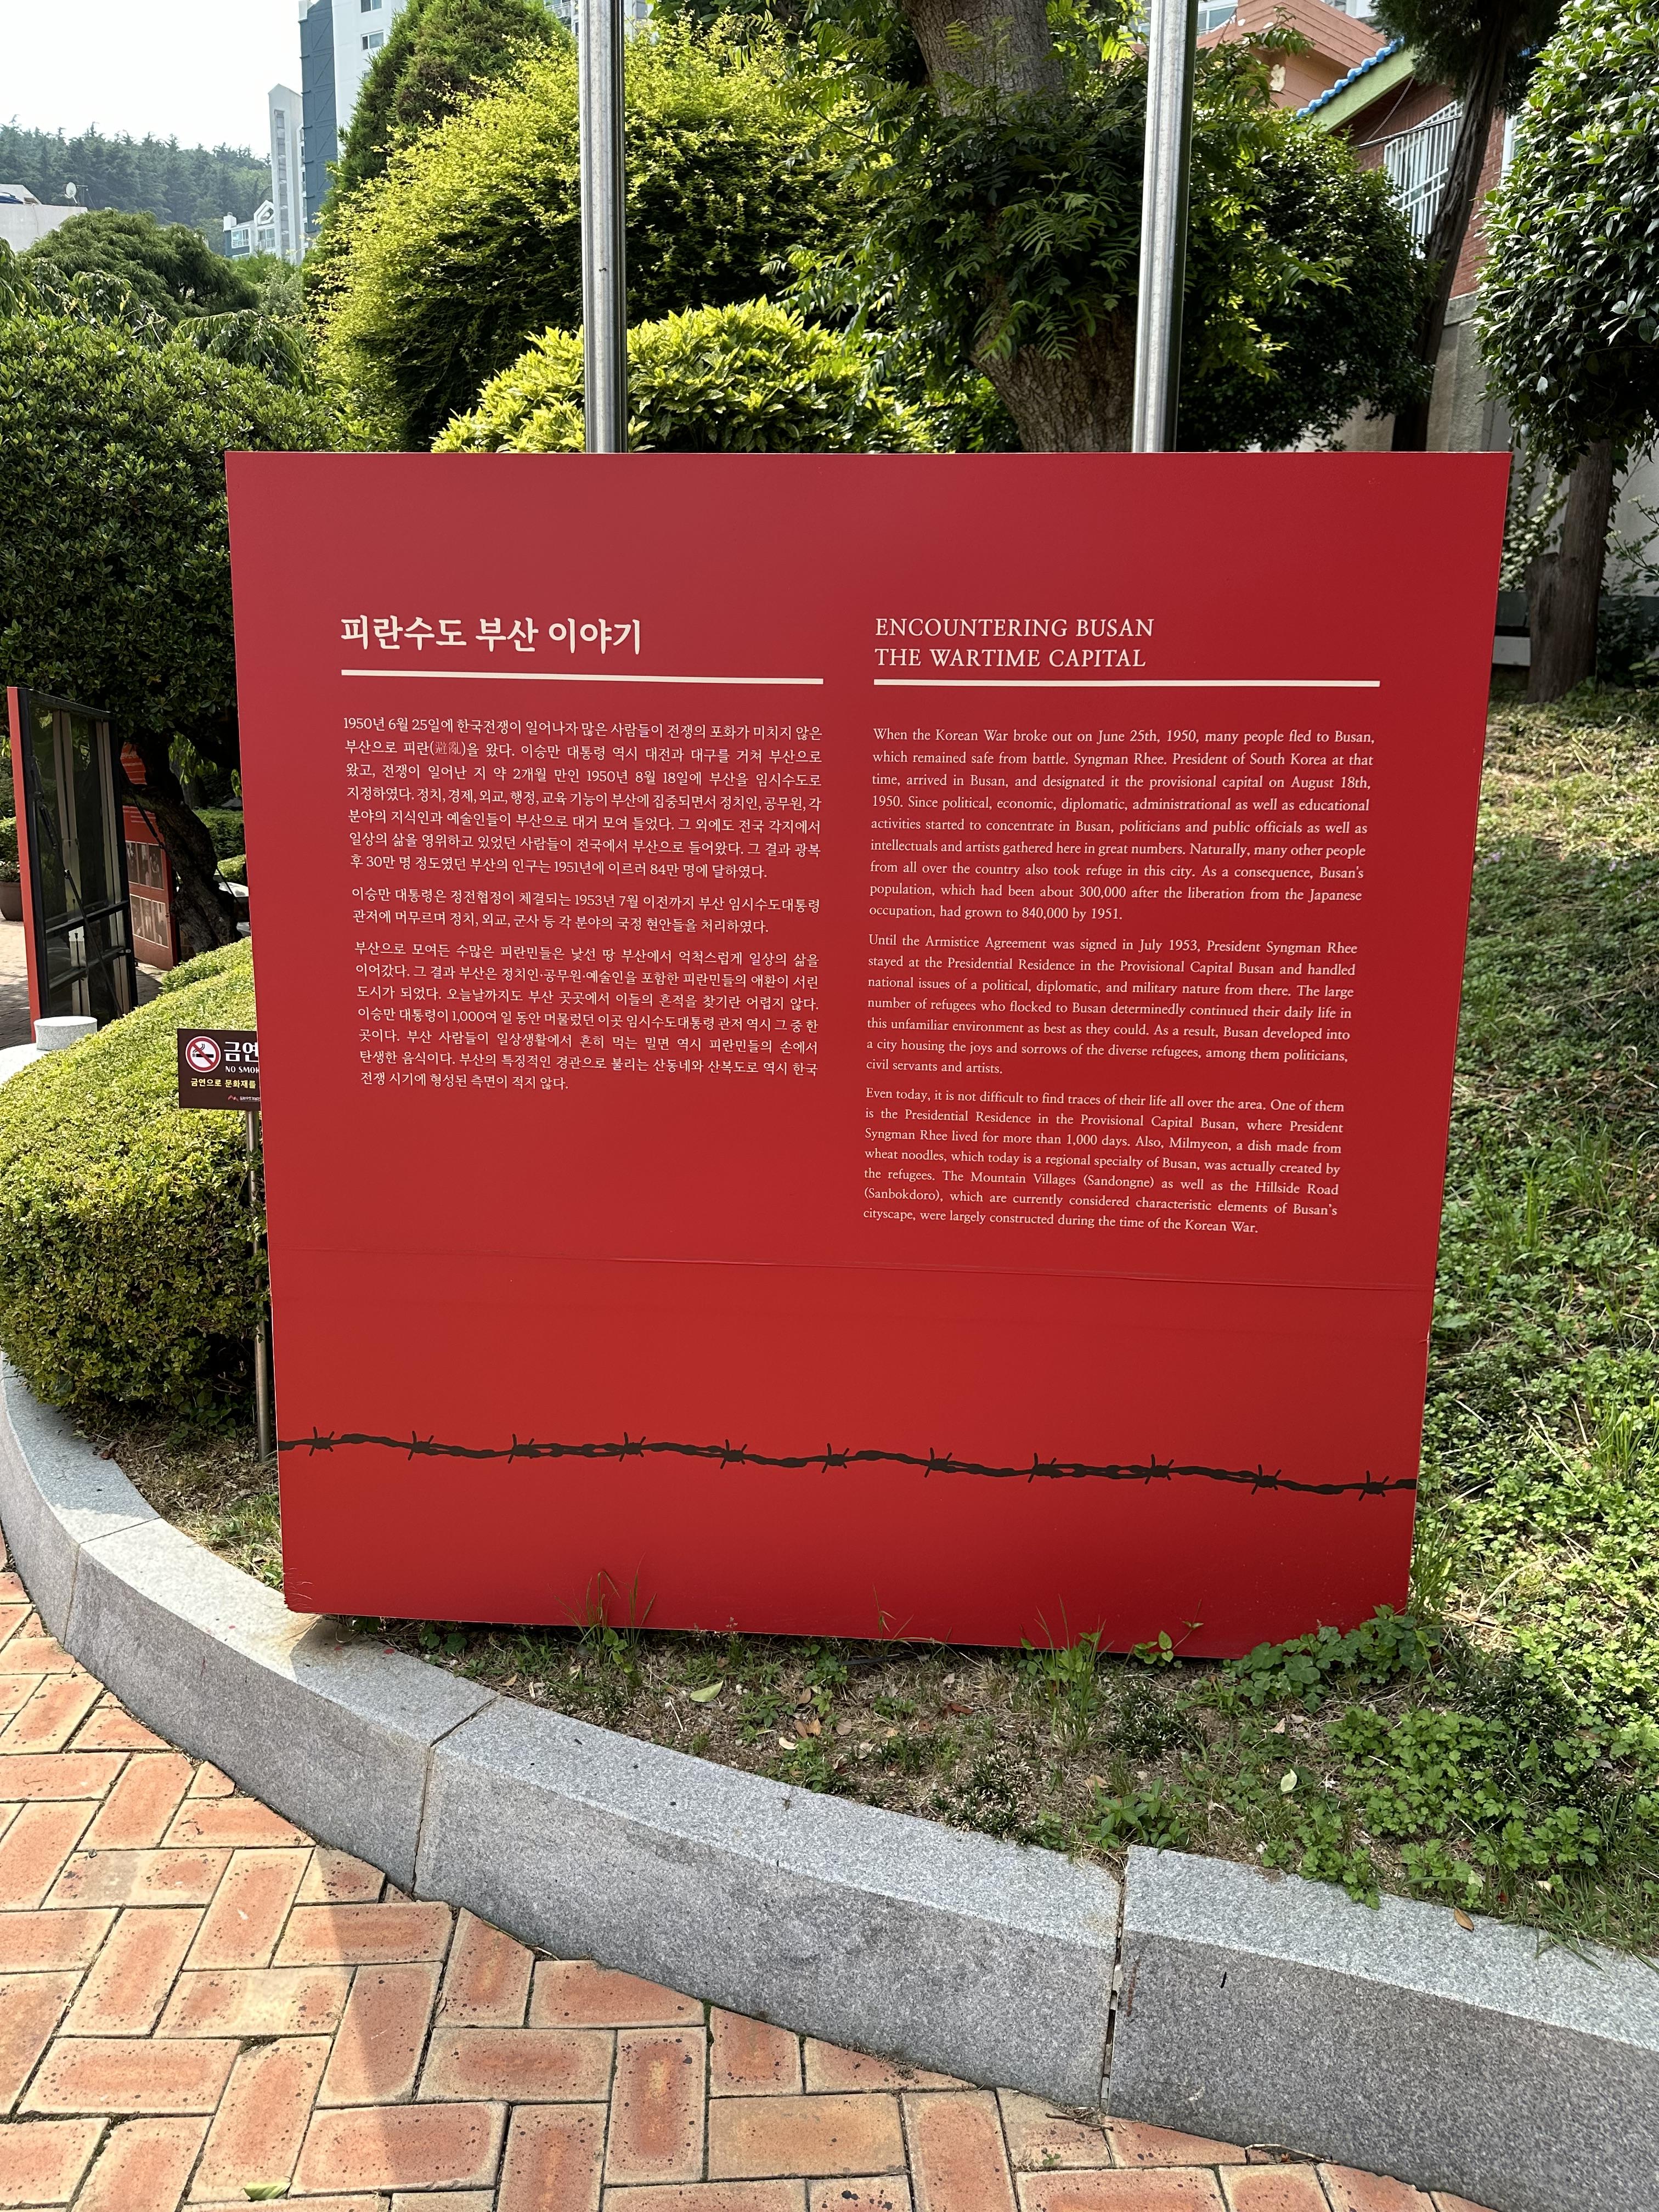 피란수도 부산 이야기
1950년 6월 25일에 한국전쟁이 일어나자 많은 사람들이 전쟁의 포화가 미치지 않은
부산으로 피란(避亂)을 왔다. 이승만 대통령 역시 대전과 대구를 거쳐 부산으로
왔고, 전쟁이 일어난 지 약 2개월 만인 1950년 8월 18일에 부산을 임시수도로
지정하였다. 정치, 경제, 외교, 행정, 교육 기능이 부산에 집중되면서 정치인, 공무원, 각
분야의 지식인과 예술인들이 부산으로 대거 모여 들었다. 그 외에도 전국 각지에서
일상의 삶을 영위하고 있었던 사람들이 전국에서 부산으로 들어왔다. 그 결과 광복
후 30만 명 정도였던 부산의 인구는 1951년에 이르러 84만 명에 달하였다.
이승만 대통령은 정전협정이 체결되는 1953년 7월 이전까지 부산 임시수도대통령
관저에 머무르며 정치, 외교, 군사 등 각 분야의 국정 현안들을 처리하였다.
부산으로 모여든 수많은 피란민들은 낯선 땅 부산에서 억척스럽게 일상의 삶을
이어갔다. 그 결과 부산은 정치인·공무원·예술인을 포함한 피란민들의 애환이 서린
도시가 되었다. 오늘날까지도 부산 곳곳에서 이들의 흔적을 찾기란 어렵지 않다.
이승만 대통령이 1,000여 일 동안 머물렀던 이곳 임시수도대통령 관저 역시 그 중 한
곳이다. 부산 사람들이 일상생활에서 흔히 먹는 밀면 역시 피란민들의 손에서
탄생한 음식이다. 부산의 특징적인 경관으로 불리는 산동네와 산복도로 역시 한국
전쟁 시기에 형성된 측면이 적지 않다.
ENCOUNTERING BUSAN
THE WARTIME CAPITAL
When the Korean War broke out on June 25th, 1950, many people fled to Busan,
which remained safe from battle. Syngman Rhee. President of South Korea at that
time, arrived in Busan, and designated it the provisional capital on August 18th,
1950. Since political, economic, diplomatic, administrational as well as educational
activities started to concentrate in Busan, politicians and public officials as well as
intellectuals and artists gathered here in great numbers. Naturally, many other people
from all over the country also took refuge in this city. As a consequence, Busan's
population, which had been about 300,000 after the liberation from the Japanese
occupation, had grown to 840,000 by 1951.
Until the Armistice Agreement was signed in July 1953, President Syngman Rhee
stayed at the Presidential Residence in the Provisional Capital Busan and handled
national issues of a political, diplomatic, and military nature from there. The large
number of refugees who flocked to Busan determinedly continued their daily life in
this unfamiliar environment as best as they could. As a result, Busan developed into
a city housing the joys and sorrows of the diverse refugees, among them politicians,
civil servants and artists.
Even today, it is not difficult to find traces of their life all over the area. One of them
is the Presidential Residence in the Provisional Capital Busan, where President
Syngman Rhee lived for more than 1,000 days. Also, Milmyeon, a dish made from
wheat noodles, which today is a regional specialty of Busan, was actually created by
the refugees. The Mountain Villages (Sandongne) as well as the Hillside Road
(Sanbokdoro), which are currently considered characteristic elements of Busan's
cityscape, were largely constructed during the time of the Korean War.
금연
NO SMOK
금연으로 문화재를